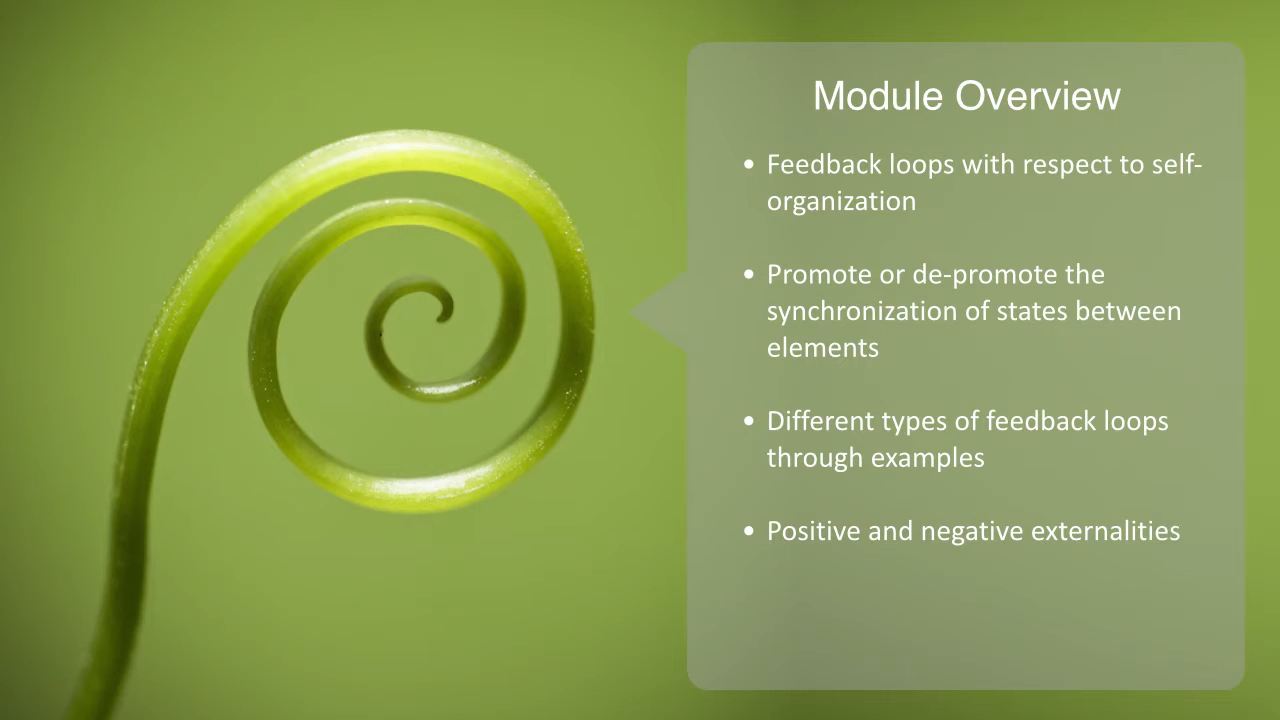 Module Overview
• Feedback loops with respect to self-
organization
• Promote or de-promote the
synchronization of states between
elements
• Different types of feedback loops
through examples
• Positive and negative externalities